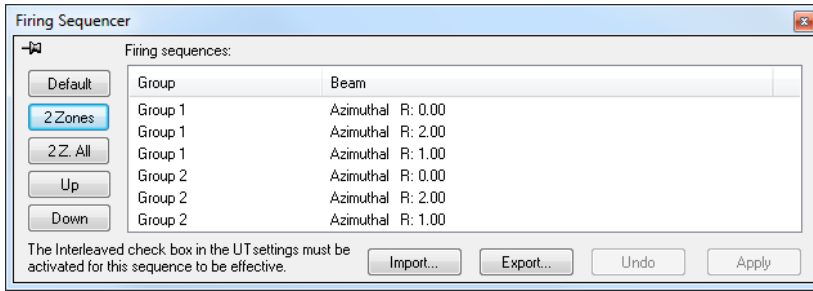 Firing Sequencer
Firing sequences:
Default
2 Zones
2 Z. All
Up
Down
Group Beam
Group 1 Azimuthal R: 0.00
Group 1 Azimuthal R: 2.00
Group 1 Azimuthal R: 1.00
Group 2 Azimuthal R: 0.00
Group 2 Azimuthal R: 2.00
Group 2 Azimuthal R: 1.00
The Interleaved check box in the UT settings must be
activated for this sequence to be effective.
Import... Export... Undo Apply